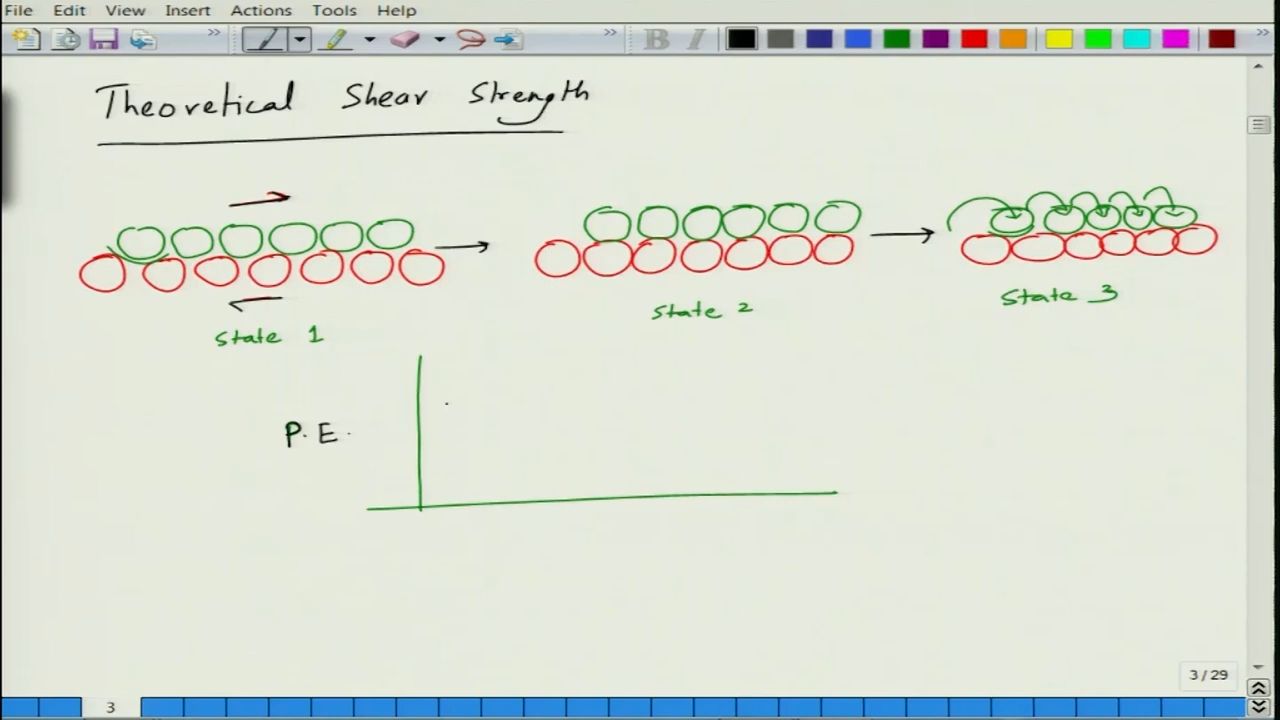 File Edit View Insert Actions Tools Help
B I
Theoretical Shear Strength
State 1
State 2
State 3
P.E.
3 / 29
3